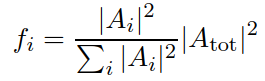 f_i = \frac{|A_i|^2}{\sum_i |A_i|^2} |A_{\text{tot}}|^2